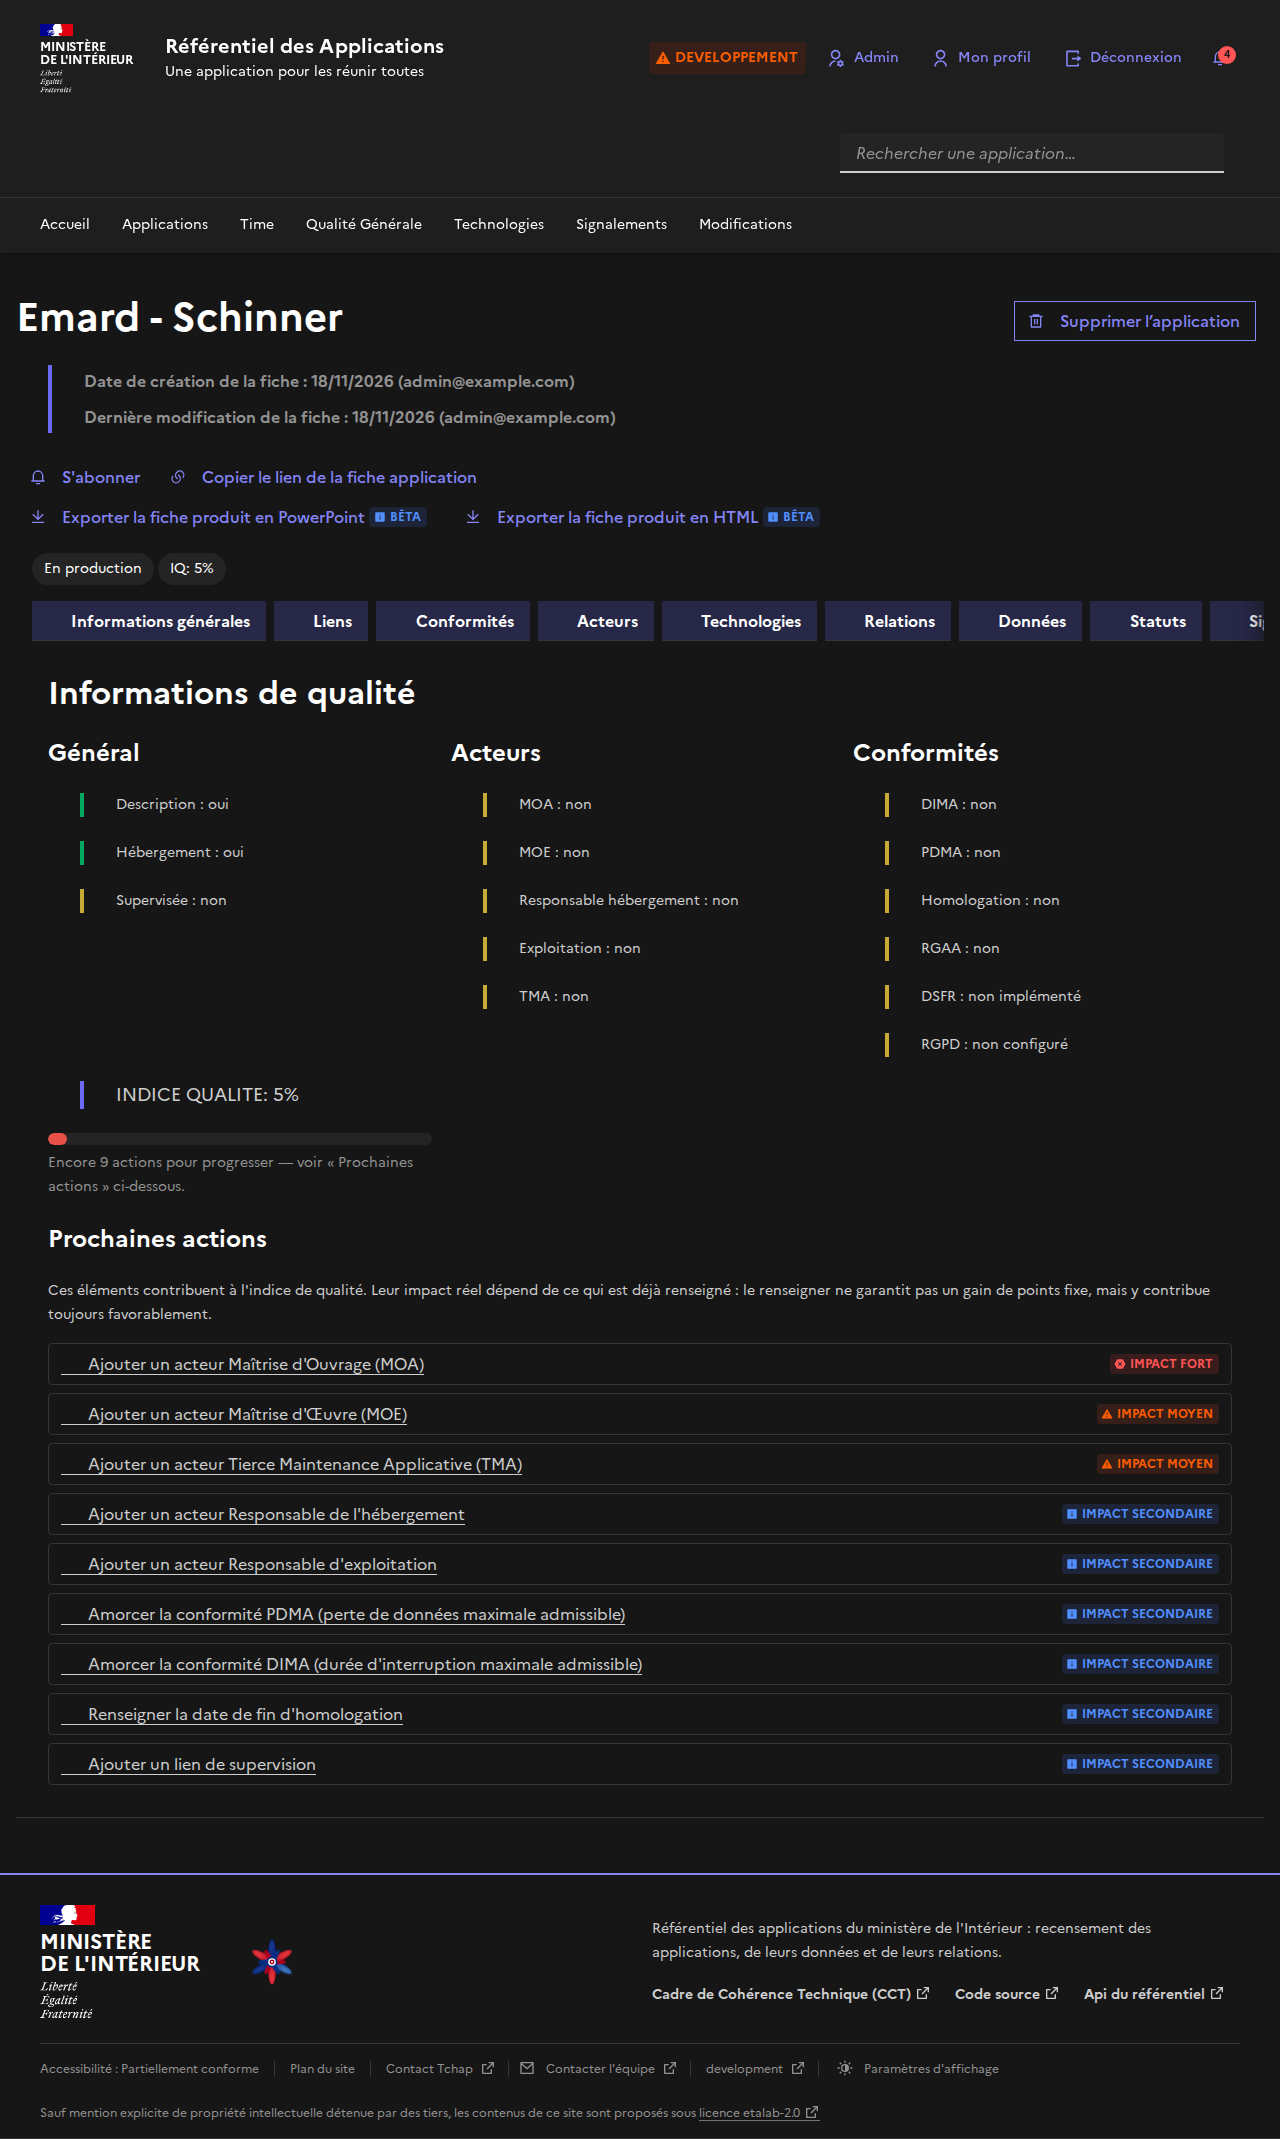 MINISTÈRE
DE L'INTÉRIEUR
Liberté
Égalité
Fraternité
Référentiel des Applications
Une application pour les réunir toutes
DEVELOPPEMENT
Admin
Mon profil
Déconnexion
4
Rechercher une application…
Accueil
Applications
Time
Qualité Générale
Technologies
Signalements
Modifications
Emard - Schinner
Supprimer l’application
Date de création de la fiche : 18/11/2026 (admin@example.com)
Dernière modification de la fiche : 18/11/2026 (admin@example.com)
S'abonner
Copier le lien de la fiche application
Exporter la fiche produit en PowerPoint BÊTA
Exporter la fiche produit en HTML BÊTA
En production
IQ: 5%
Informations générales
Liens
Conformités
Acteurs
Technologies
Relations
Données
Statuts
Informations de qualité
Général
Description : oui
Hébergement : oui
Supervisée : non
Acteurs
MOA : non
MOE : non
Responsable hébergement : non
Exploitation : non
TMA : non
Conformités
DIMA : non
PDMA : non
Homologation : non
RGAA : non
DSFR : non implémenté
RGPD : non configuré
INDICE QUALITE: 5%
Encore 9 actions pour progresser — voir « Prochaines
actions » ci-dessous.
Prochaines actions
Ces éléments contribuent à l'indice de qualité. Leur impact réel dépend de ce qui est déjà renseigné : le renseigner ne garantit pas un gain de points fixe, mais y contribue
toujours favorablement.
Ajouter un acteur Maîtrise d'Ouvrage (MOA)
IMPACT FORT
Ajouter un acteur Maîtrise d'Œuvre (MOE)
IMPACT MOYEN
Ajouter un acteur Tierce Maintenance Applicative (TMA)
IMPACT MOYEN
Ajouter un acteur Responsable de l'hébergement
IMPACT SECONDAIRE
Ajouter un acteur Responsable d'exploitation
IMPACT SECONDAIRE
Amorcer la conformité PDMA (perte de données maximale admissible)
IMPACT SECONDAIRE
Amorcer la conformité DIMA (durée d'interruption maximale admissible)
IMPACT SECONDAIRE
Renseigner la date de fin d'homologation
IMPACT SECONDAIRE
Ajouter un lien de supervision
IMPACT SECONDAIRE
MINISTÈRE
DE L'INTÉRIEUR
Liberté
Égalité
Fraternité
Référentiel des applications du ministère de l'Intérieur : recensement des
applications, de leurs données et de leurs relations.
Cadre de Cohérence Technique (CCT)
Code source
Api du référentiel
Accessibilité : Partiellement conforme
Plan du site
Contact Tchap
Contacter l'équipe
development
Paramètres d'affichage
Sauf mention explicite de propriété intellectuelle détenue par des tiers, les contenus de ce site sont proposés sous licence etalab-2.0